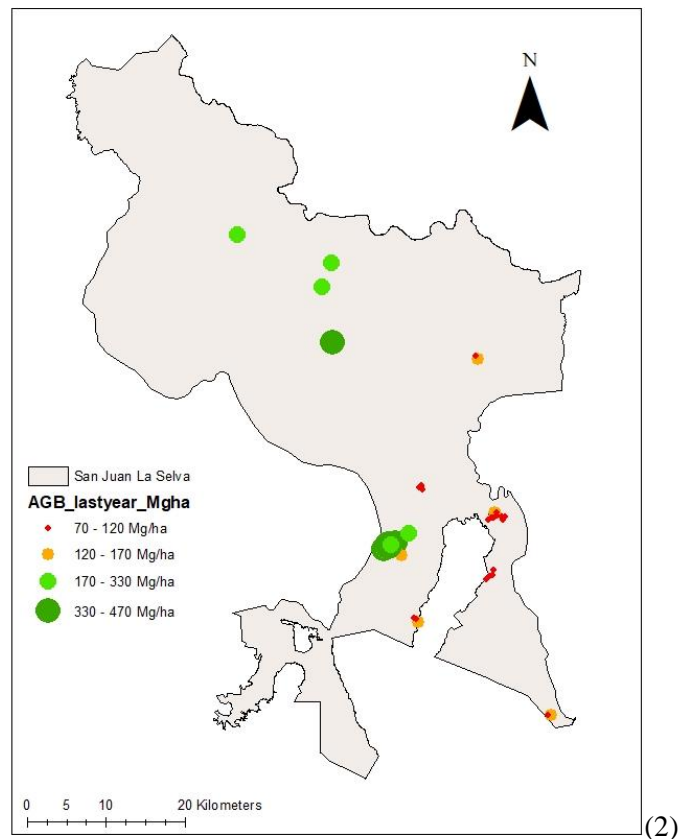 N
San Juan La Selva
AGB_lastyear_Mgha
70 - 120 Mg/ha
120 - 170 Mg/ha
170 - 330 Mg/ha
330 - 470 Mg/ha
0 5 10 20 Kilometers
(2)